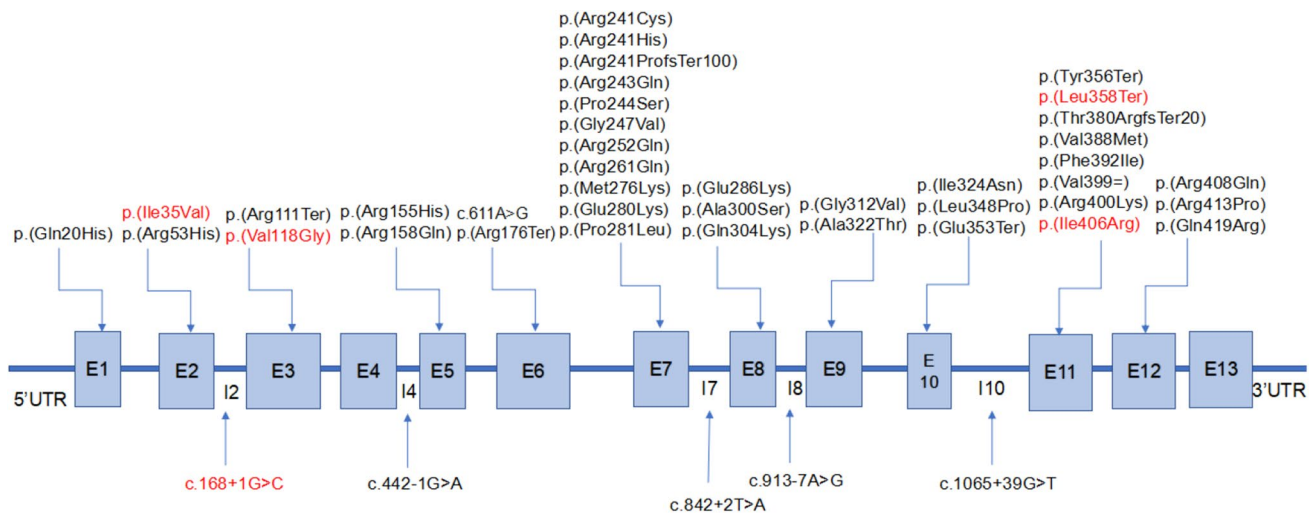 p.(Gln20His)
p.(Ile35Val)
p.(Arg53His)
p.(Arg111Ter)
p.(Val118Gly)
p.(Arg155His)
p.(Arg158Gln)
c.611A>G
p.(Arg176Ter)
p.(Arg241Cys)
p.(Arg241His)
p.(Arg241ProfsTer100)
p.(Arg243Gln)
p.(Pro244Ser)
p.(Gly247Val)
p.(Arg252Gln)
p.(Arg261Gln)
p.(Met276Lys)
p.(Glu280Lys)
p.(Pro281Leu)
p.(Glu286Lys)
p.(Ala300Ser)
p.(Gln304Lys)
p.(Gly312Val)
p.(Ala322Thr)
p.(Ile324Asn)
p.(Leu348Pro)
p.(Glu353Ter)
p.(Tyr356Ter)
p.(Leu358Ter)
p.(Thr380ArgfsTer20)
p.(Val388Met)
p.(Phe392Ile)
p.(Val399=)
p.(Arg400Lys)
p.(Ile406Arg)
p.(Arg408Gln)
p.(Arg413Pro)
p.(Gln419Arg)
5'UTR
E1
E2
I2
E3
E4
I4
E5
E6
E7
I7
E8
I8
E9
E
10
I10
E11
E12
E13
3'UTR
c.168+1G>C
c.442-1G>A
c.842+2T>A
c.913-7A>G
c.1065+39G>T